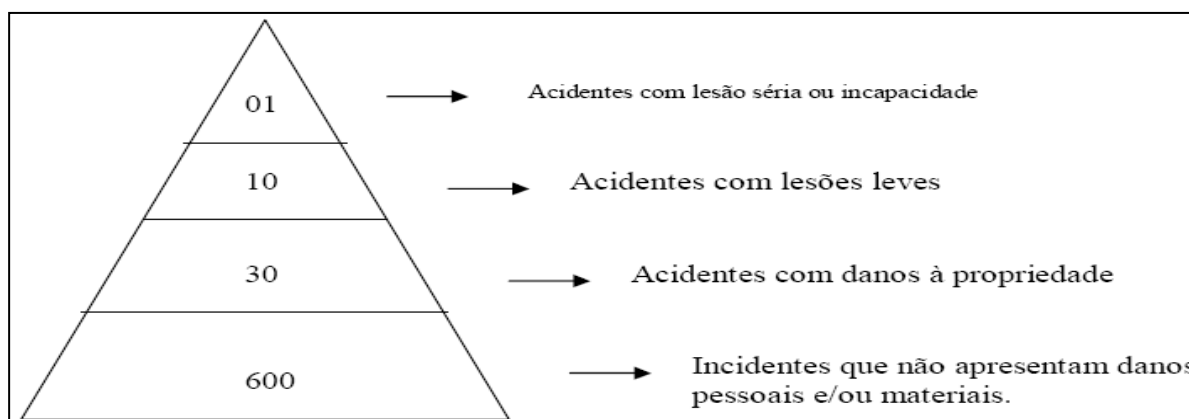 01 Acidentes com lesão séria ou incapacidade
10 Acidentes com lesões leves
30 Acidentes com danos à propriedade
600 Incidentes que não apresentam danos
pessoais e/ou materiais.